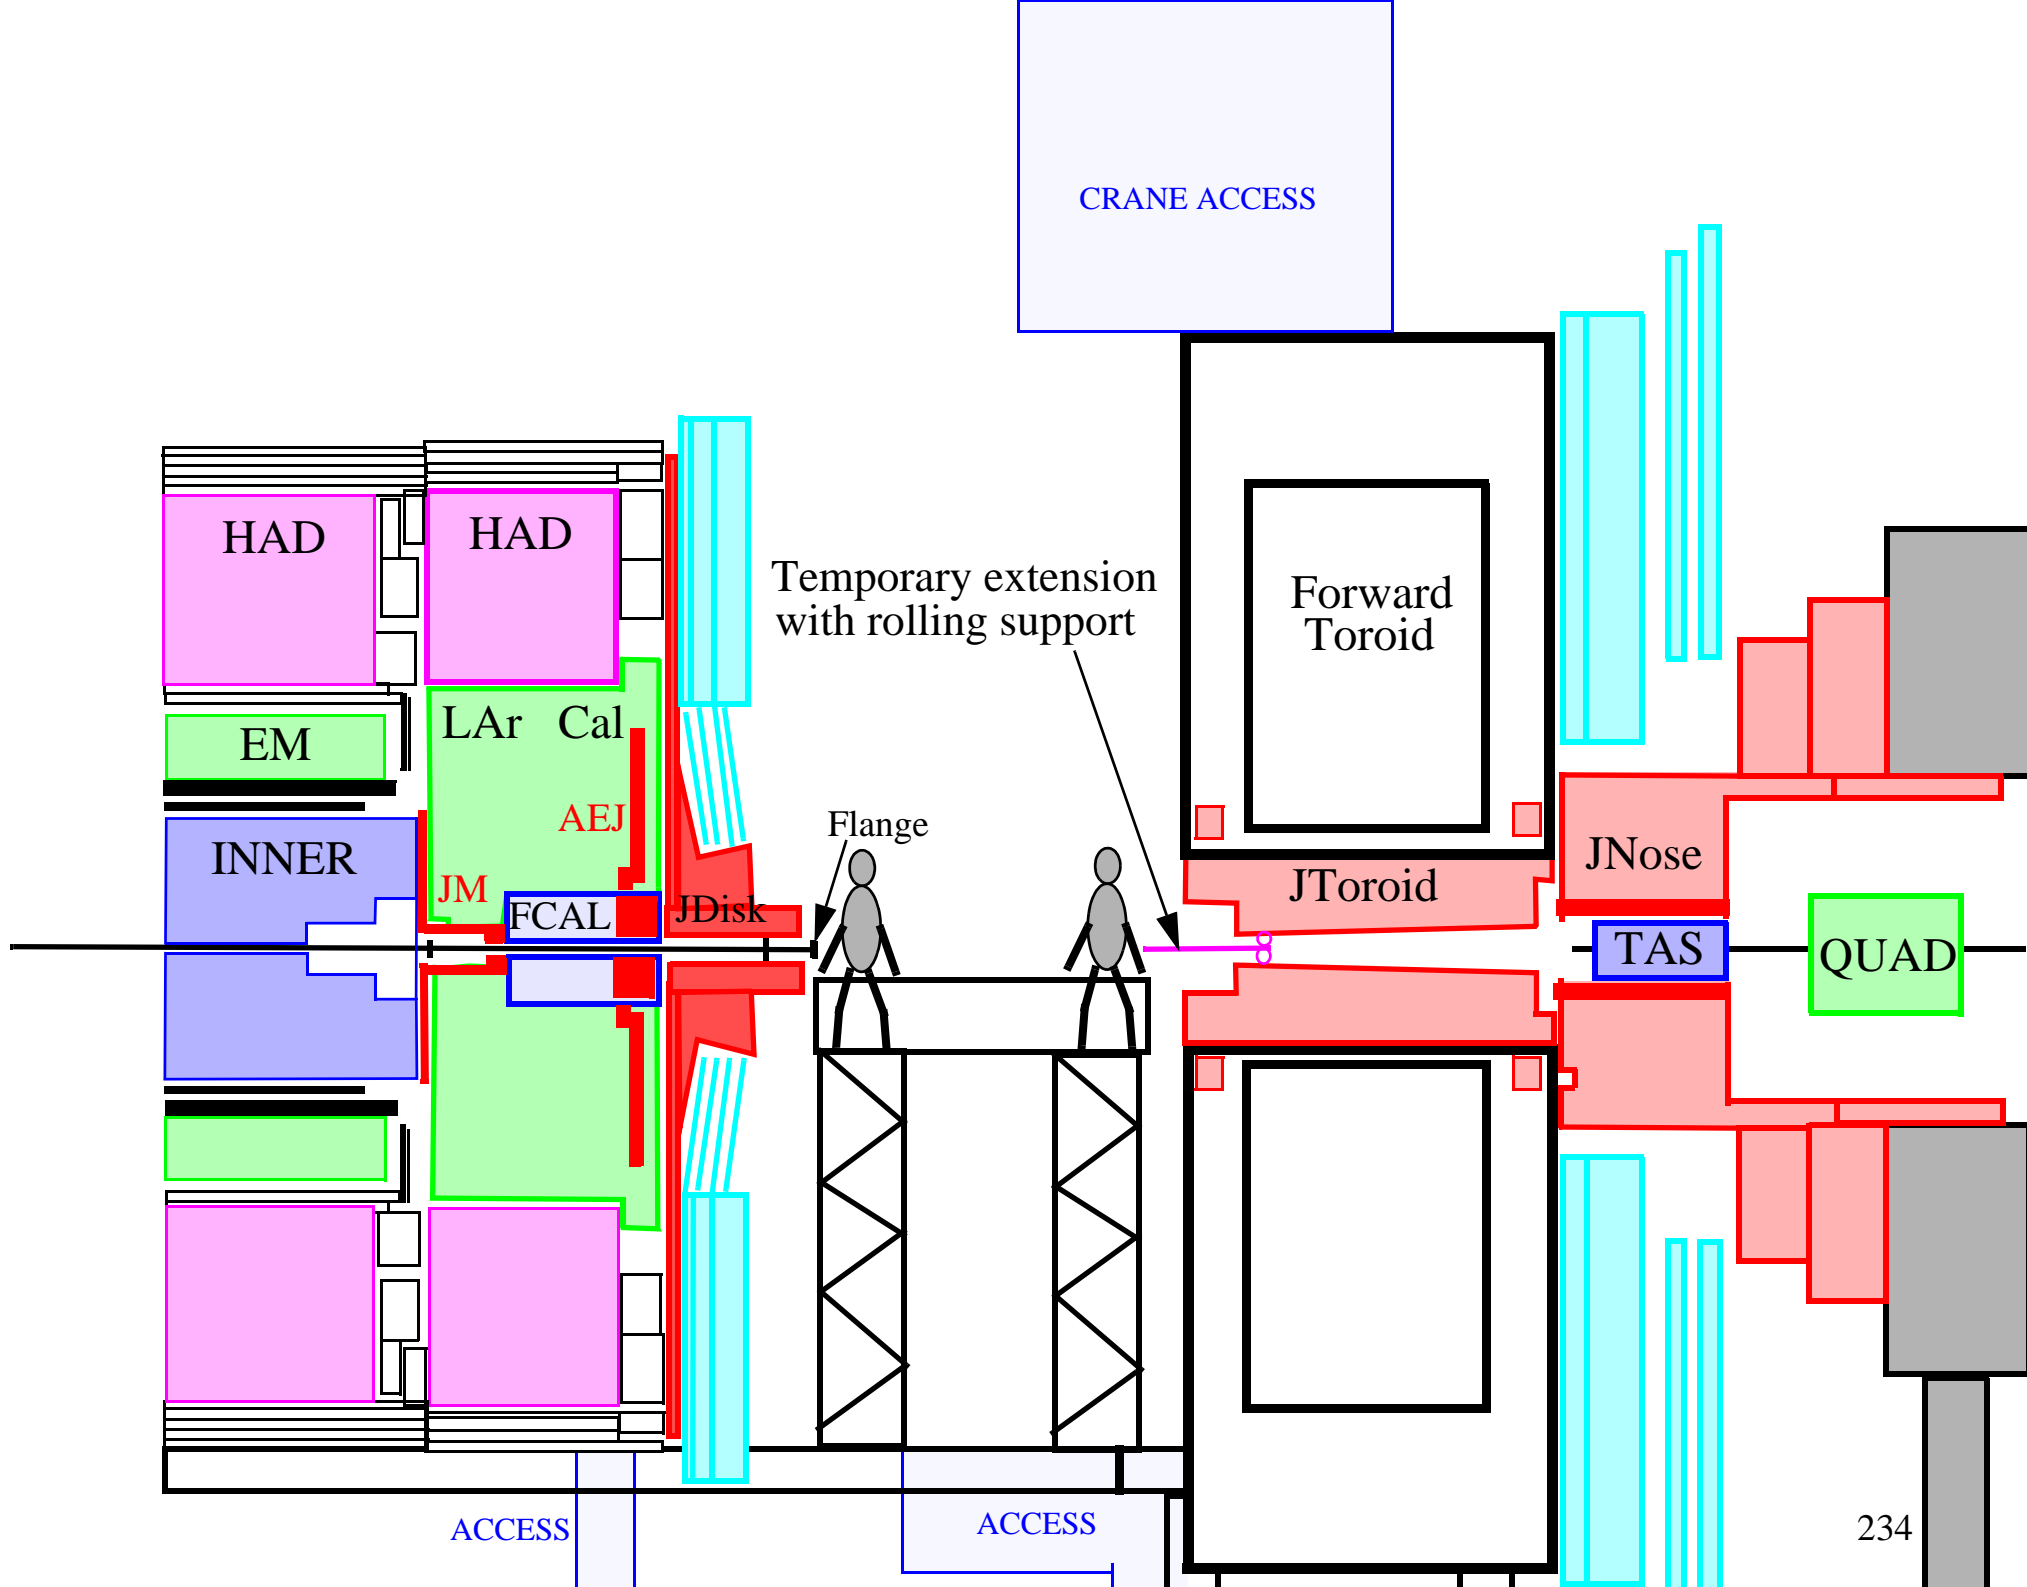 CRANE ACCESS
HAD
HAD
Temporary extension
with rolling support
Forward
Toroid
LAr Cal
EM
AEJ
Flange
INNER
JM
JNose
JToroid
FCAL
JDisk
TAS
QUAD
ACCESS
ACCESS
234